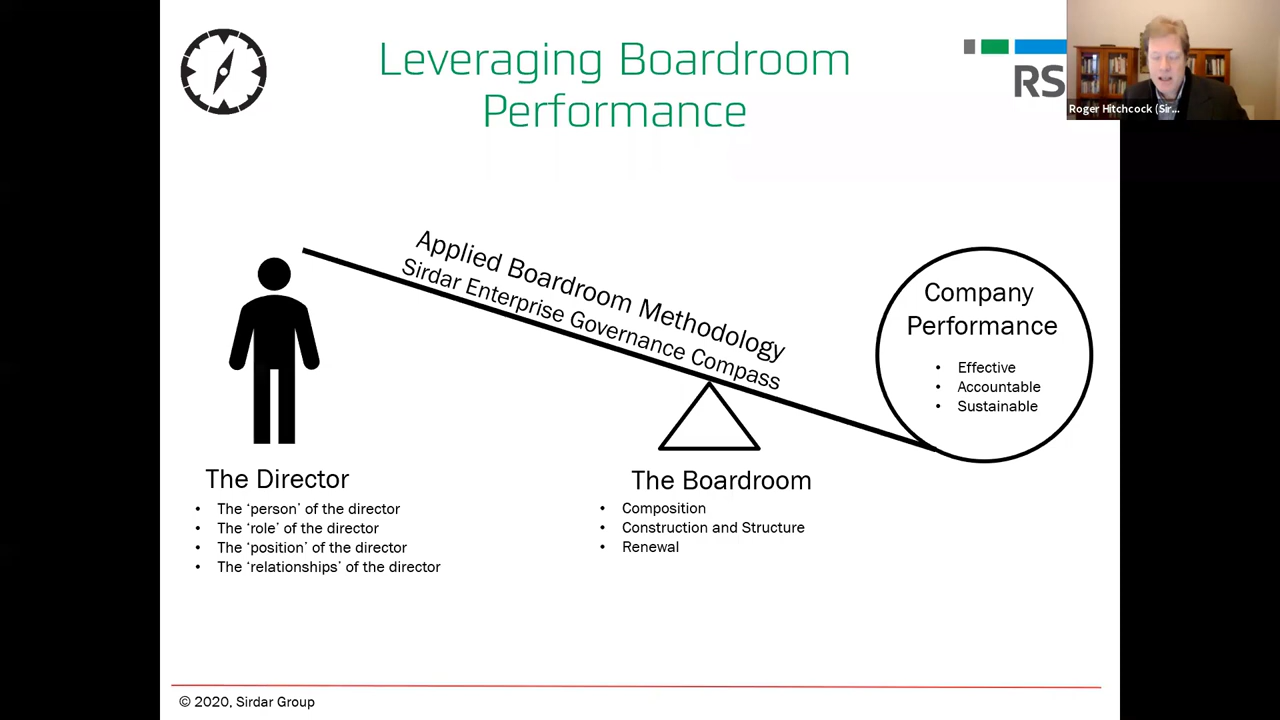 Leveraging Boardroom
Performance
RS
Roger Hitchcock (Sir...
Applied Boardroom Methodology
Sirdar Enterprise Governance Compass
Company
Performance
• Effective
• Accountable
• Sustainable
The Director
• The ‘person’ of the director
• The ‘role’ of the director
• The ‘position’ of the director
• The ‘relationships’ of the director
The Boardroom
• Composition
• Construction and Structure
• Renewal
© 2020, Sirdar Group